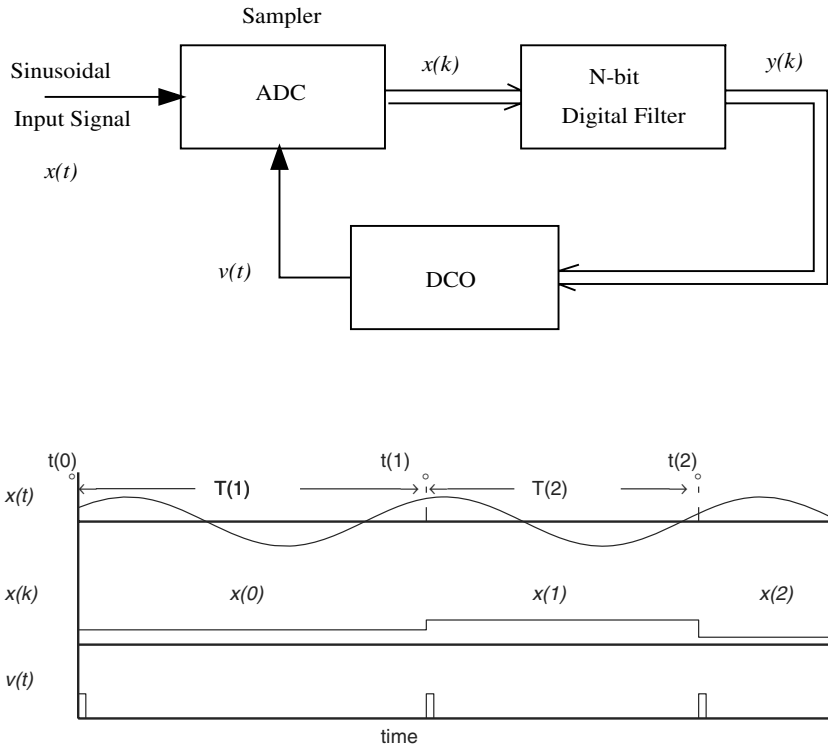 Sampler
Sinusoidal
Input Signal
x(t)
ADC
x(k)
N-bit
Digital Filter
y(k)
v(t)
DCO
t(0)
t(1)
t(2)
T(1)
T(2)
x(t)
x(k)
x(0)
x(1)
x(2)
v(t)
time